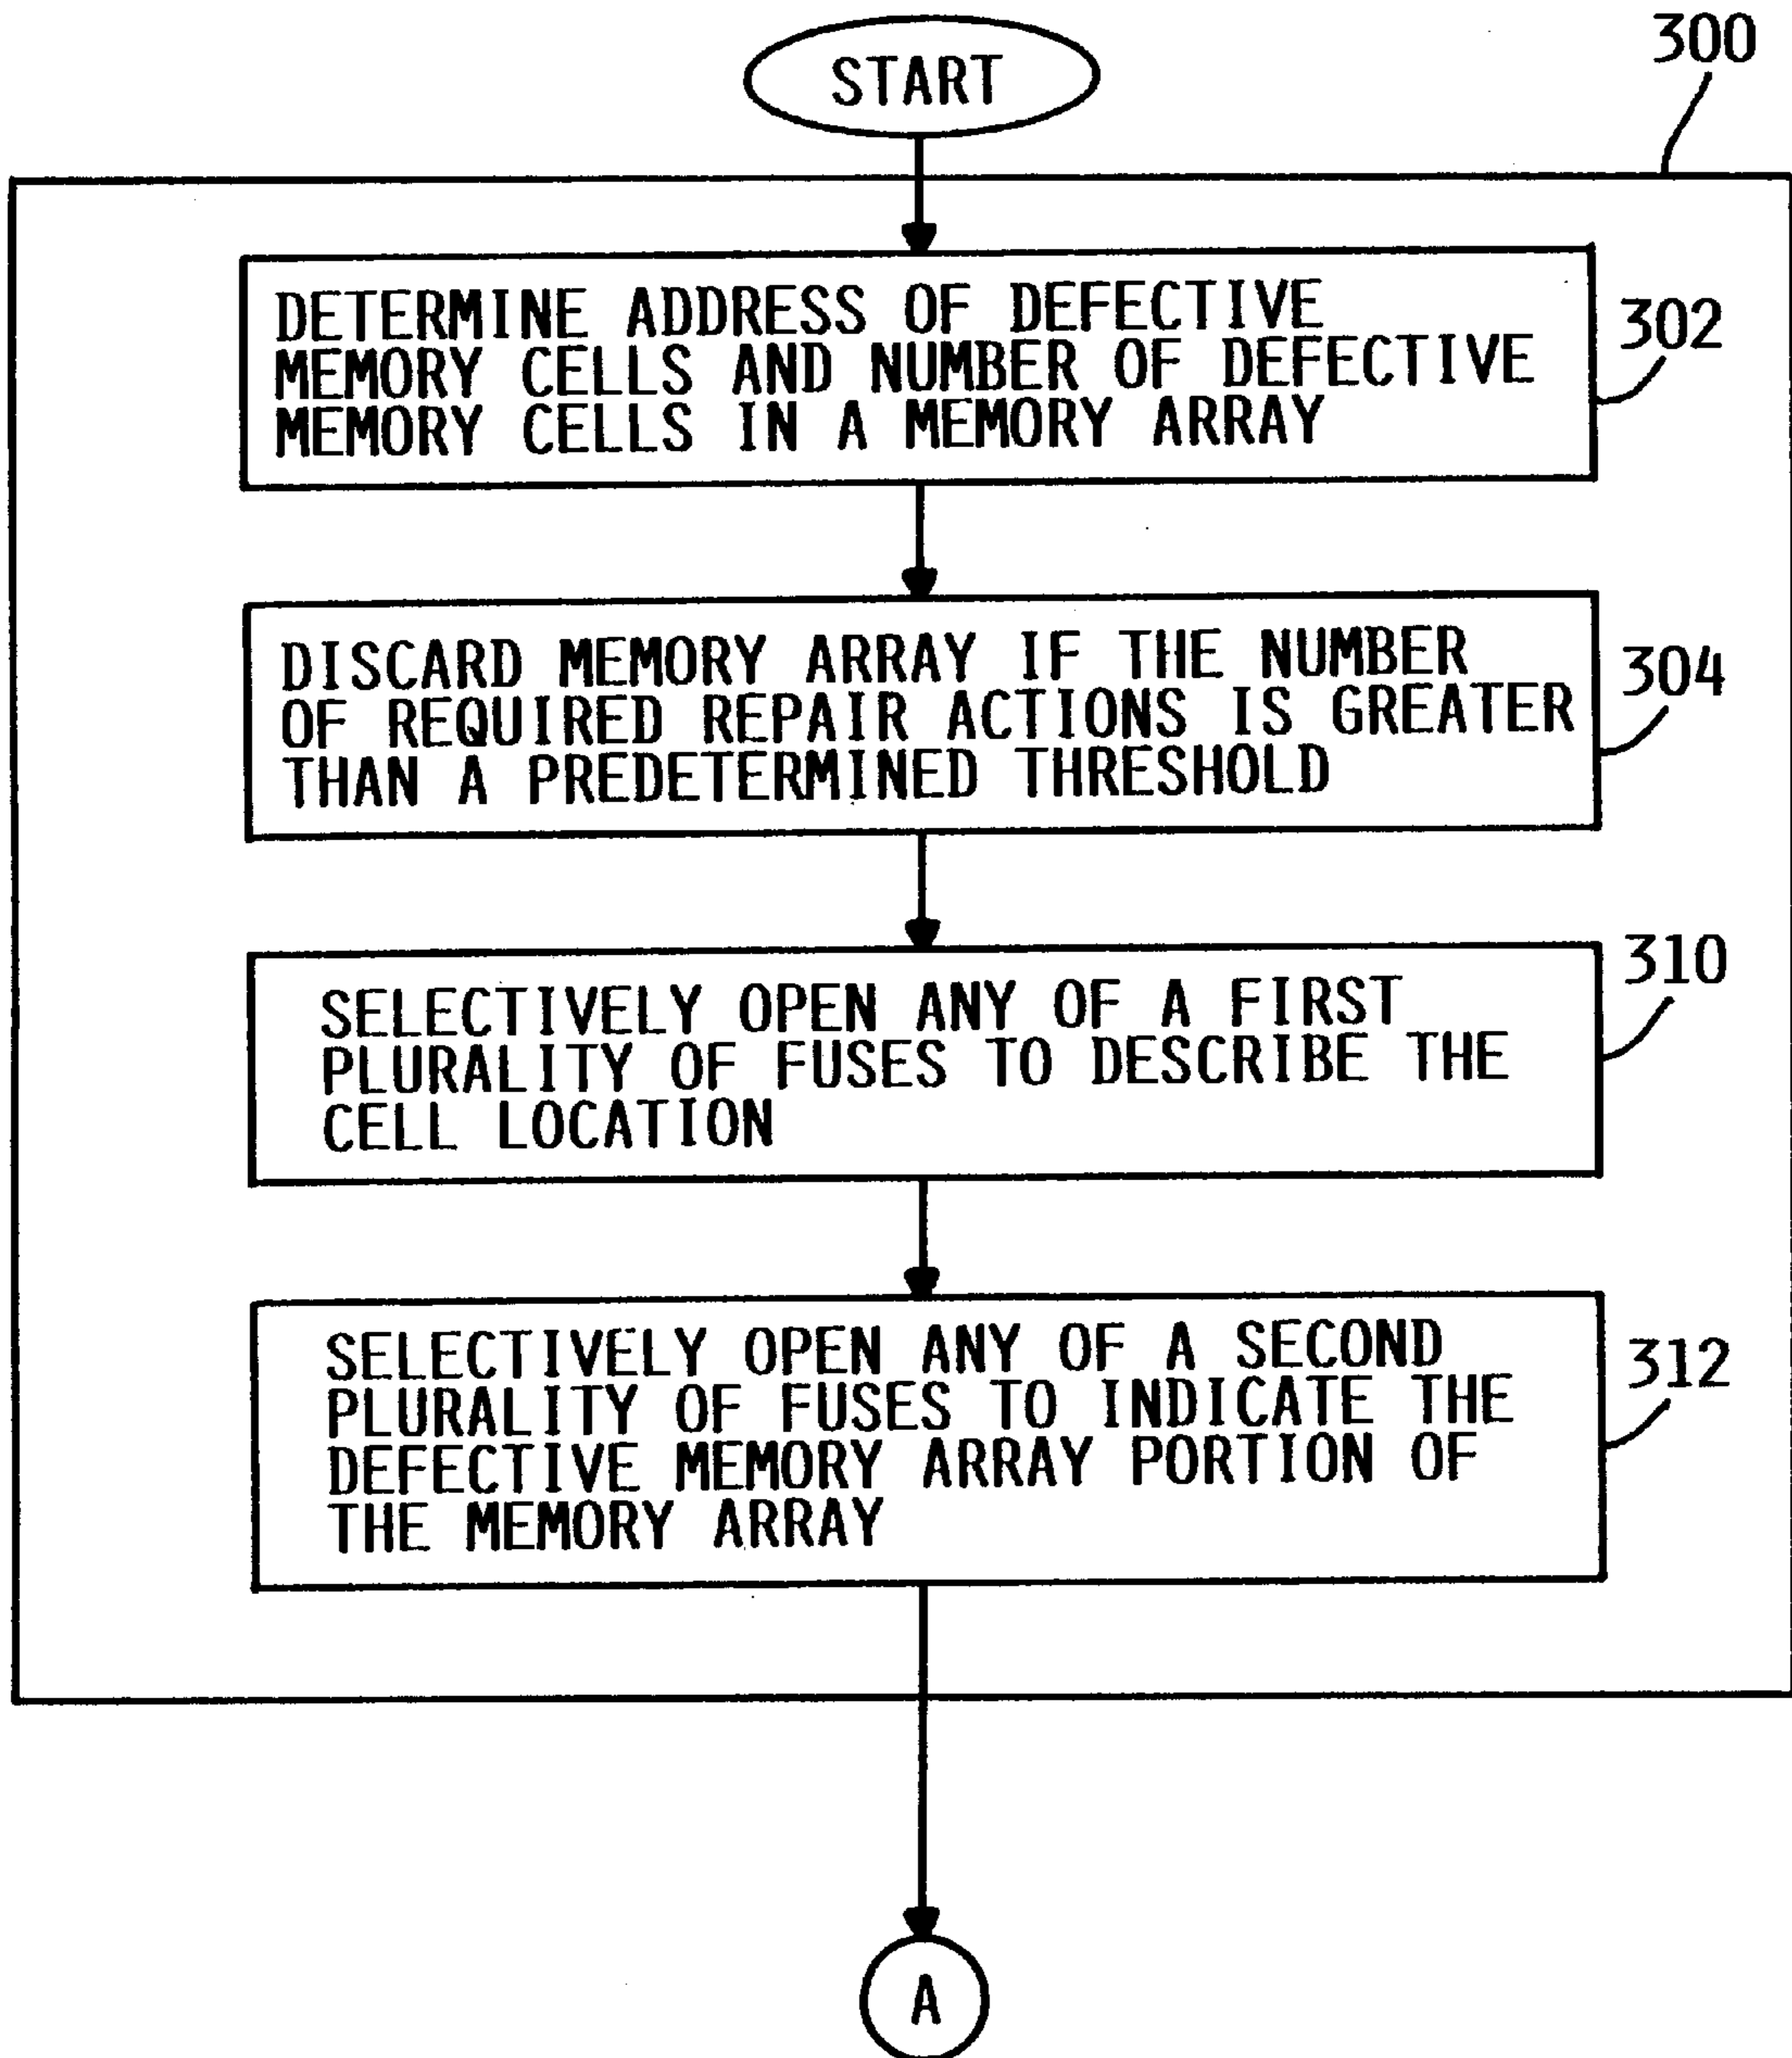 START
300
DETERMINE ADDRESS OF DEFECTIVE
MEMORY CELLS AND NUMBER OF DEFECTIVE
MEMORY CELLS IN A MEMORY ARRAY
302
DISCARD MEMORY ARRAY IF THE NUMBER
OF REQUIRED REPAIR ACTIONS IS GREATER
THAN A PREDETERMINED THRESHOLD
304
SELECTIVELY OPEN ANY OF A FIRST
PLURALITY OF FUSES TO DESCRIBE THE
CELL LOCATION
310
SELECTIVELY OPEN ANY OF A SECOND
PLURALITY OF FUSES TO INDICATE THE
DEFECTIVE MEMORY ARRAY PORTION OF
THE MEMORY ARRAY
312
A